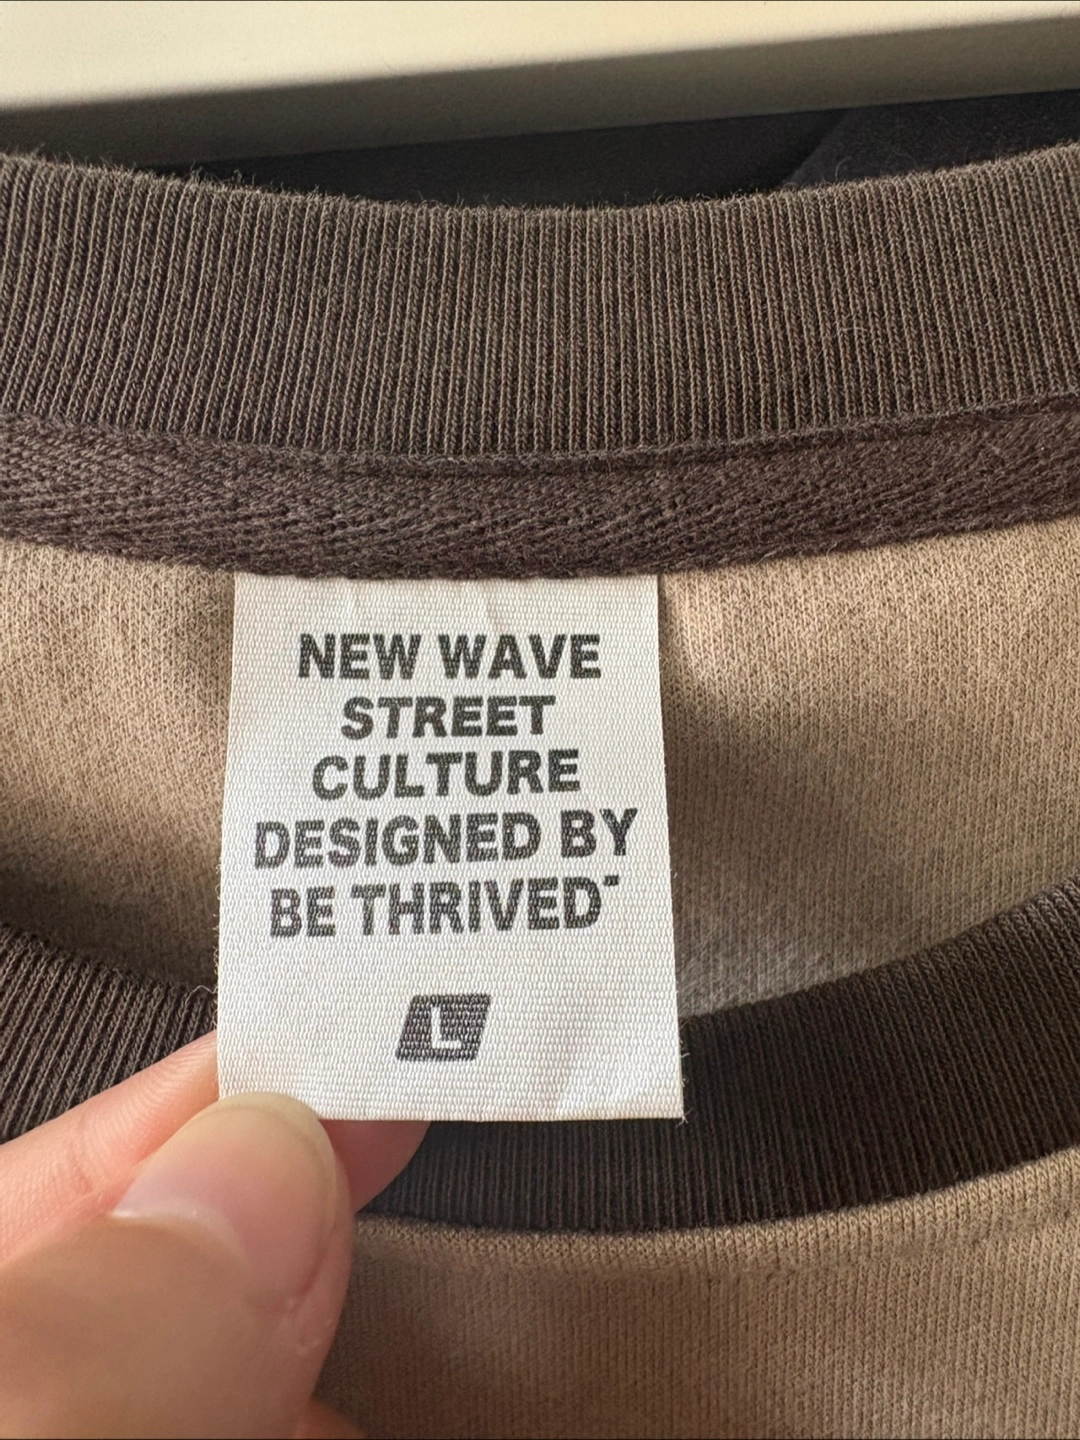 NEW WAVE
STREET
CULTURE
DESIGNED BY
BE THRIVED"
L